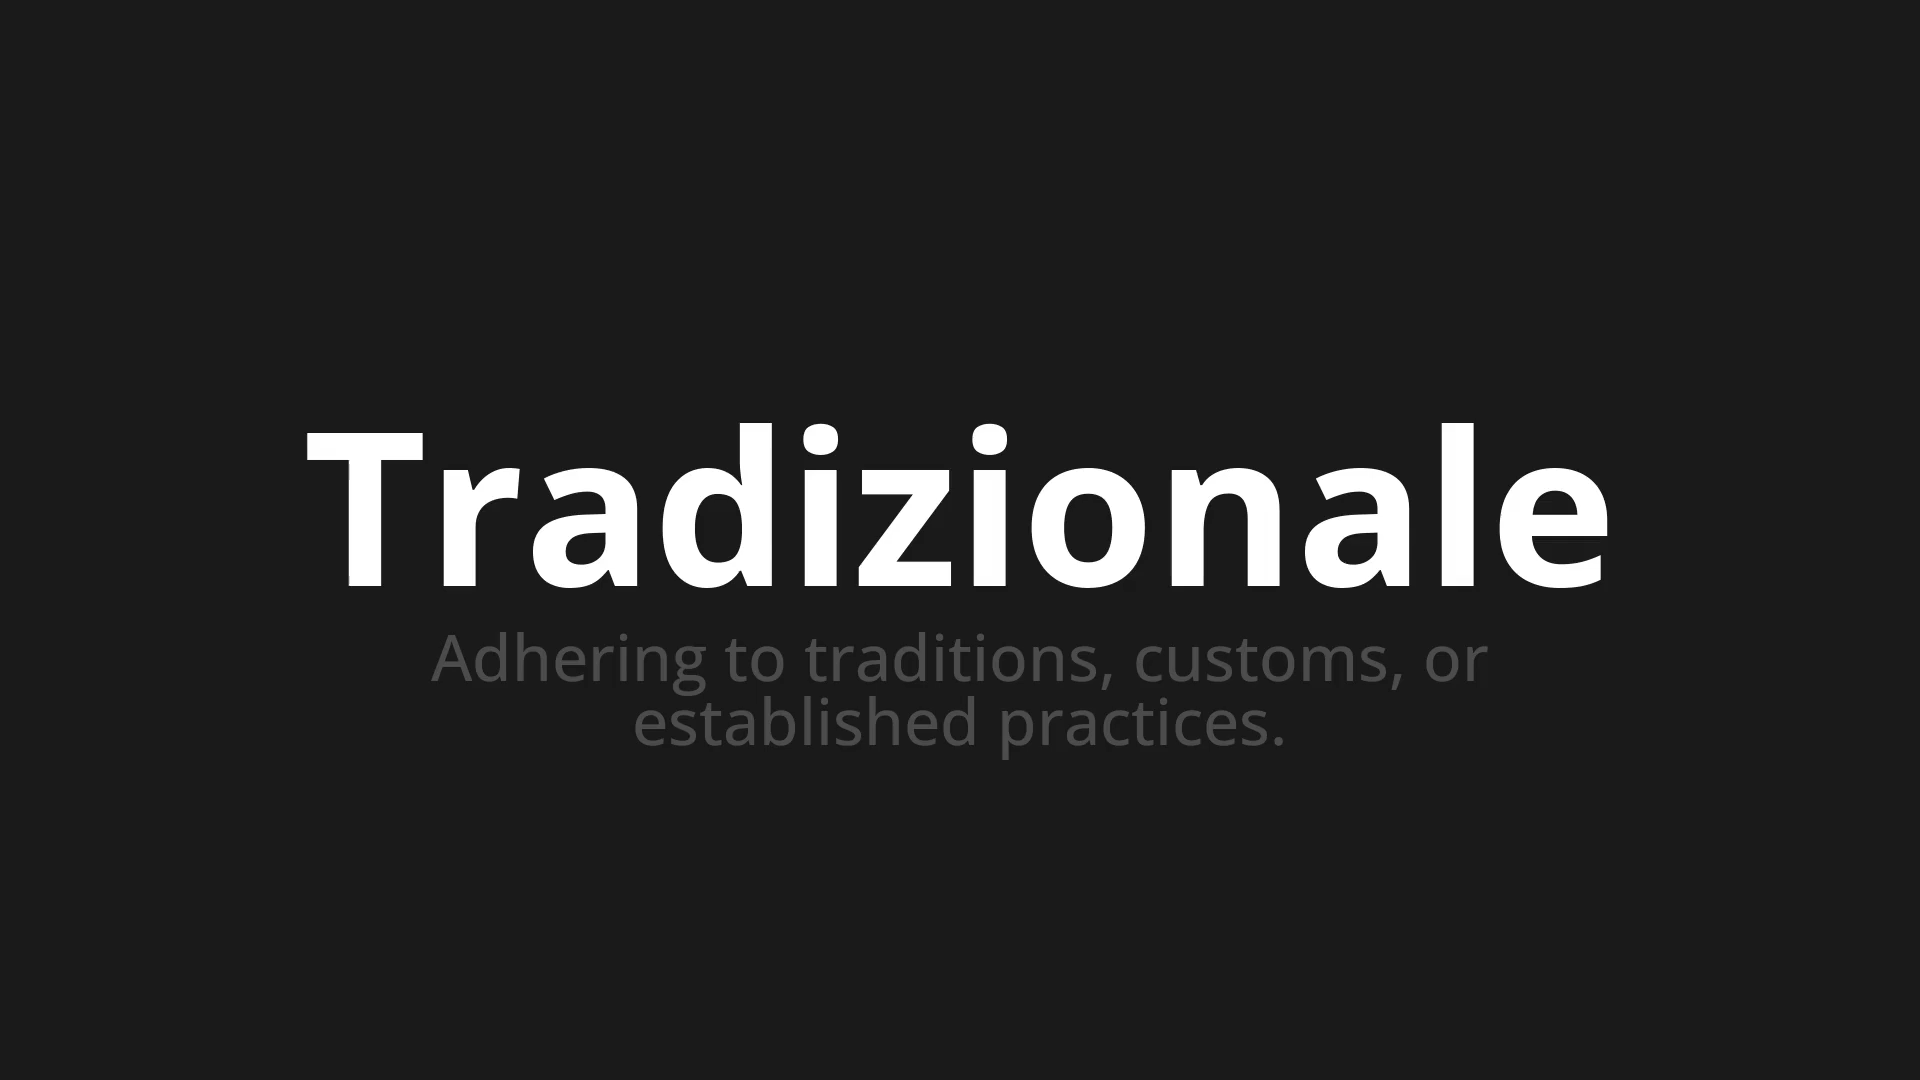 Tradizionale
Adhering to traditions, customs, or
established practices.